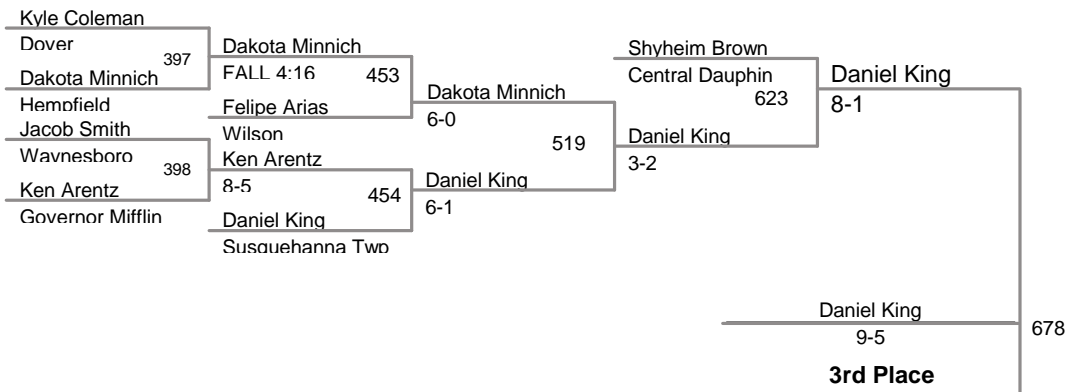 Kyle Coleman
Dover
397
Dakota Minnich
Hempfield
Jacob Smith
Waynesboro
398
Ken Arentz
Governor Mifflin
Dakota Minnich
FALL 4:16
453
Felipe Arias
Wilson
Ken Arentz
8-5
454
Daniel King
Susquehanna Twp
Dakota Minnich
6-0
519
Daniel King
6-1
Shyheim Brown
Central Dauphin
623
Daniel King
3-2
Daniel King
8-1
Daniel King
9-5
678
3rd Place